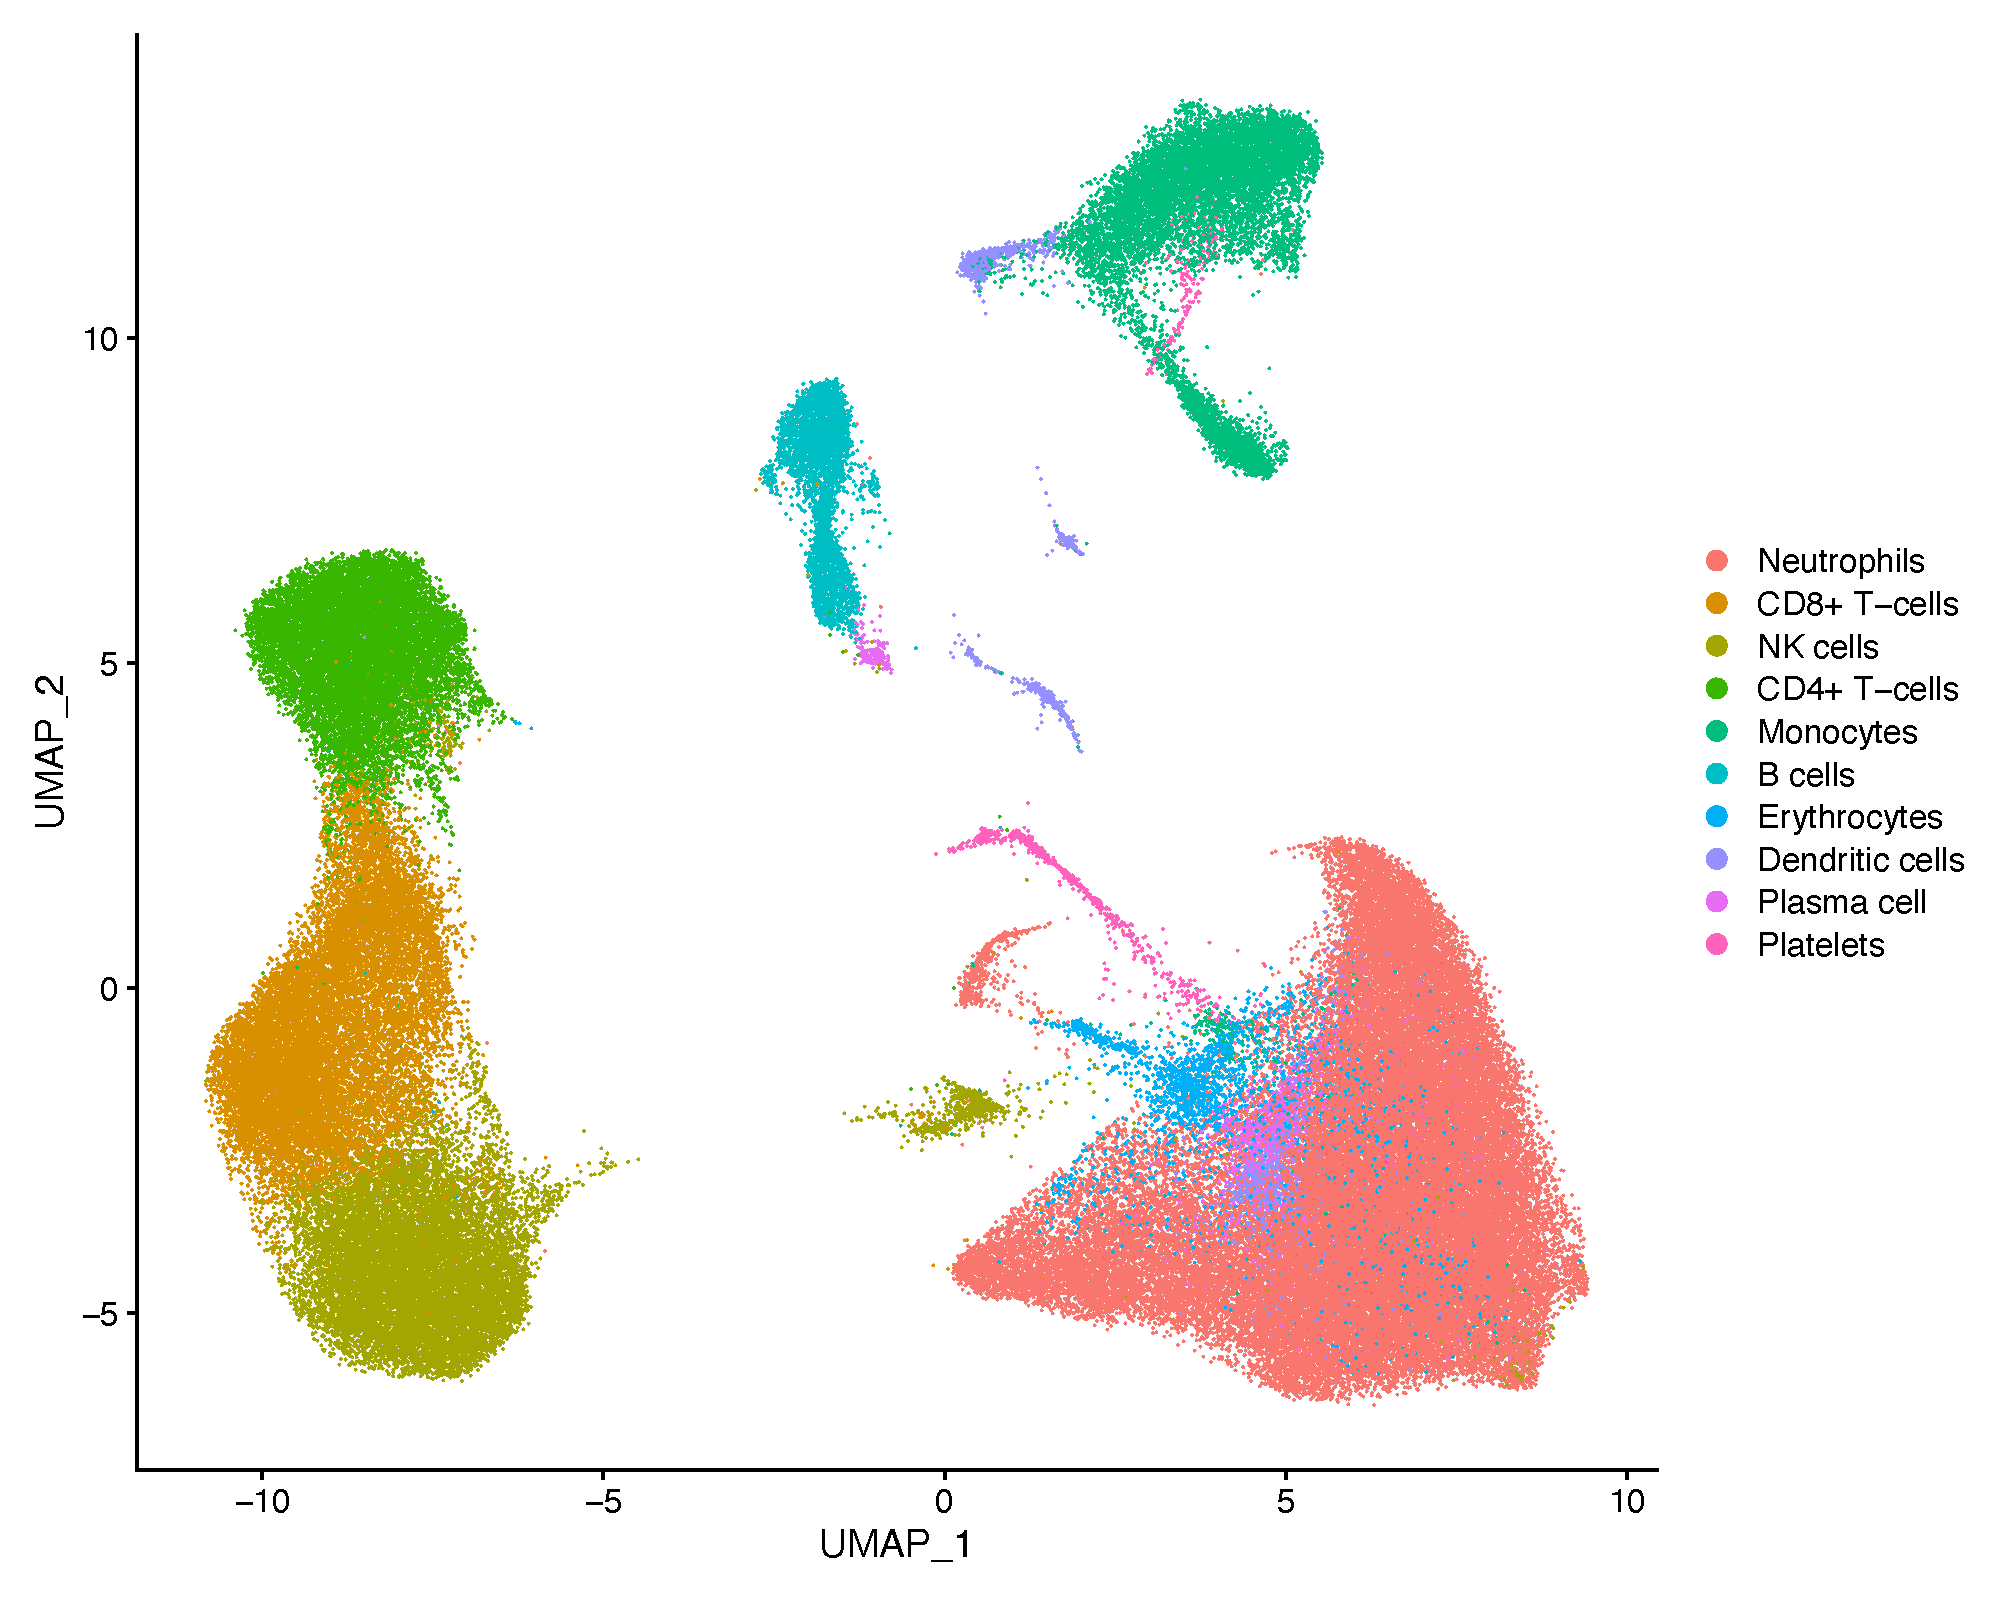 10
5
0
−5
UMAP_2
−10
−5
0
5
10
UMAP_1
Neutrophils
CD8+ T−cells
NK cells
CD4+ T−cells
Monocytes
B cells
Erythrocytes
Dendritic cells
Plasma cell
Platelets